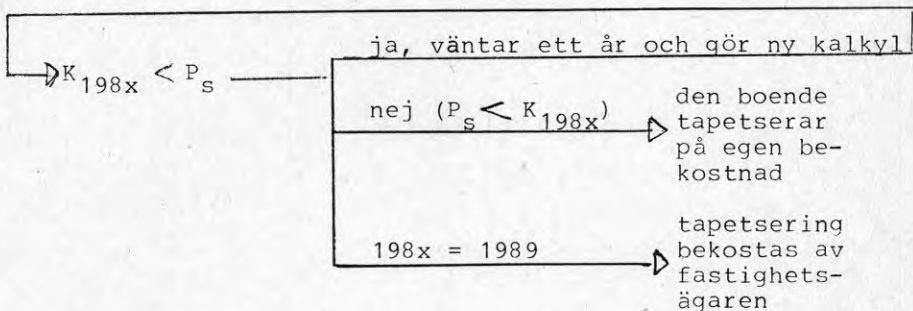 ja, väntar ett år och gör ny kalkyl
K198x < Ps
nej (Ps < K198x)
den boende
tapetserar
på egen be-
kostnad
198x = 1989
tapetsering
bekostas av
fastighets-
ägaren